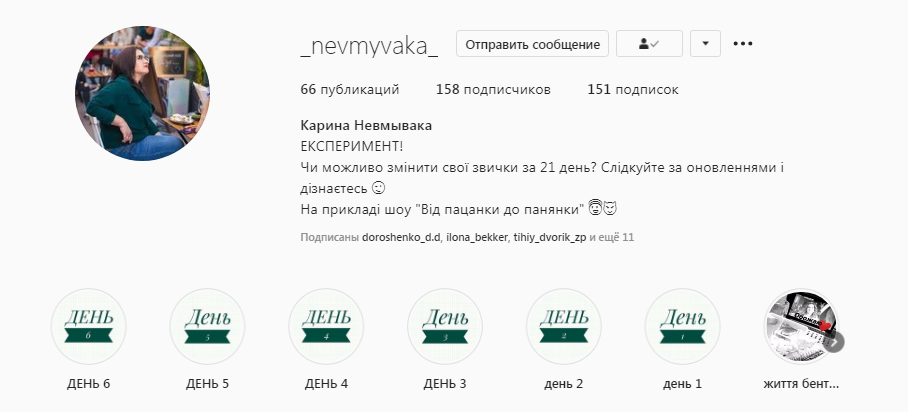 _nevmyvaka_
Отправить сообщение
66 публикаций 158 подписчиков 151 подписок
Карина Невмывака
ЕКСПЕРИМЕНТ!
Чи можливо змінити свої звички за 21 день? Слідкуйте за оновленнями і
дізнаєтесь
На прикладі шоу "Від пацанки до панянки"
Подписаны doroshenko_d.d, ilona_bekker, tihiy_dvorik_zp и ещё 11
ДЕНЬ День ДЕНЬ День ДЕНЬ День
6 5 4 3 2 1
ДЕНЬ 6 ДЕНЬ 5 ДЕНЬ 4 ДЕНЬ 3 день 2 день 1 життя бент...